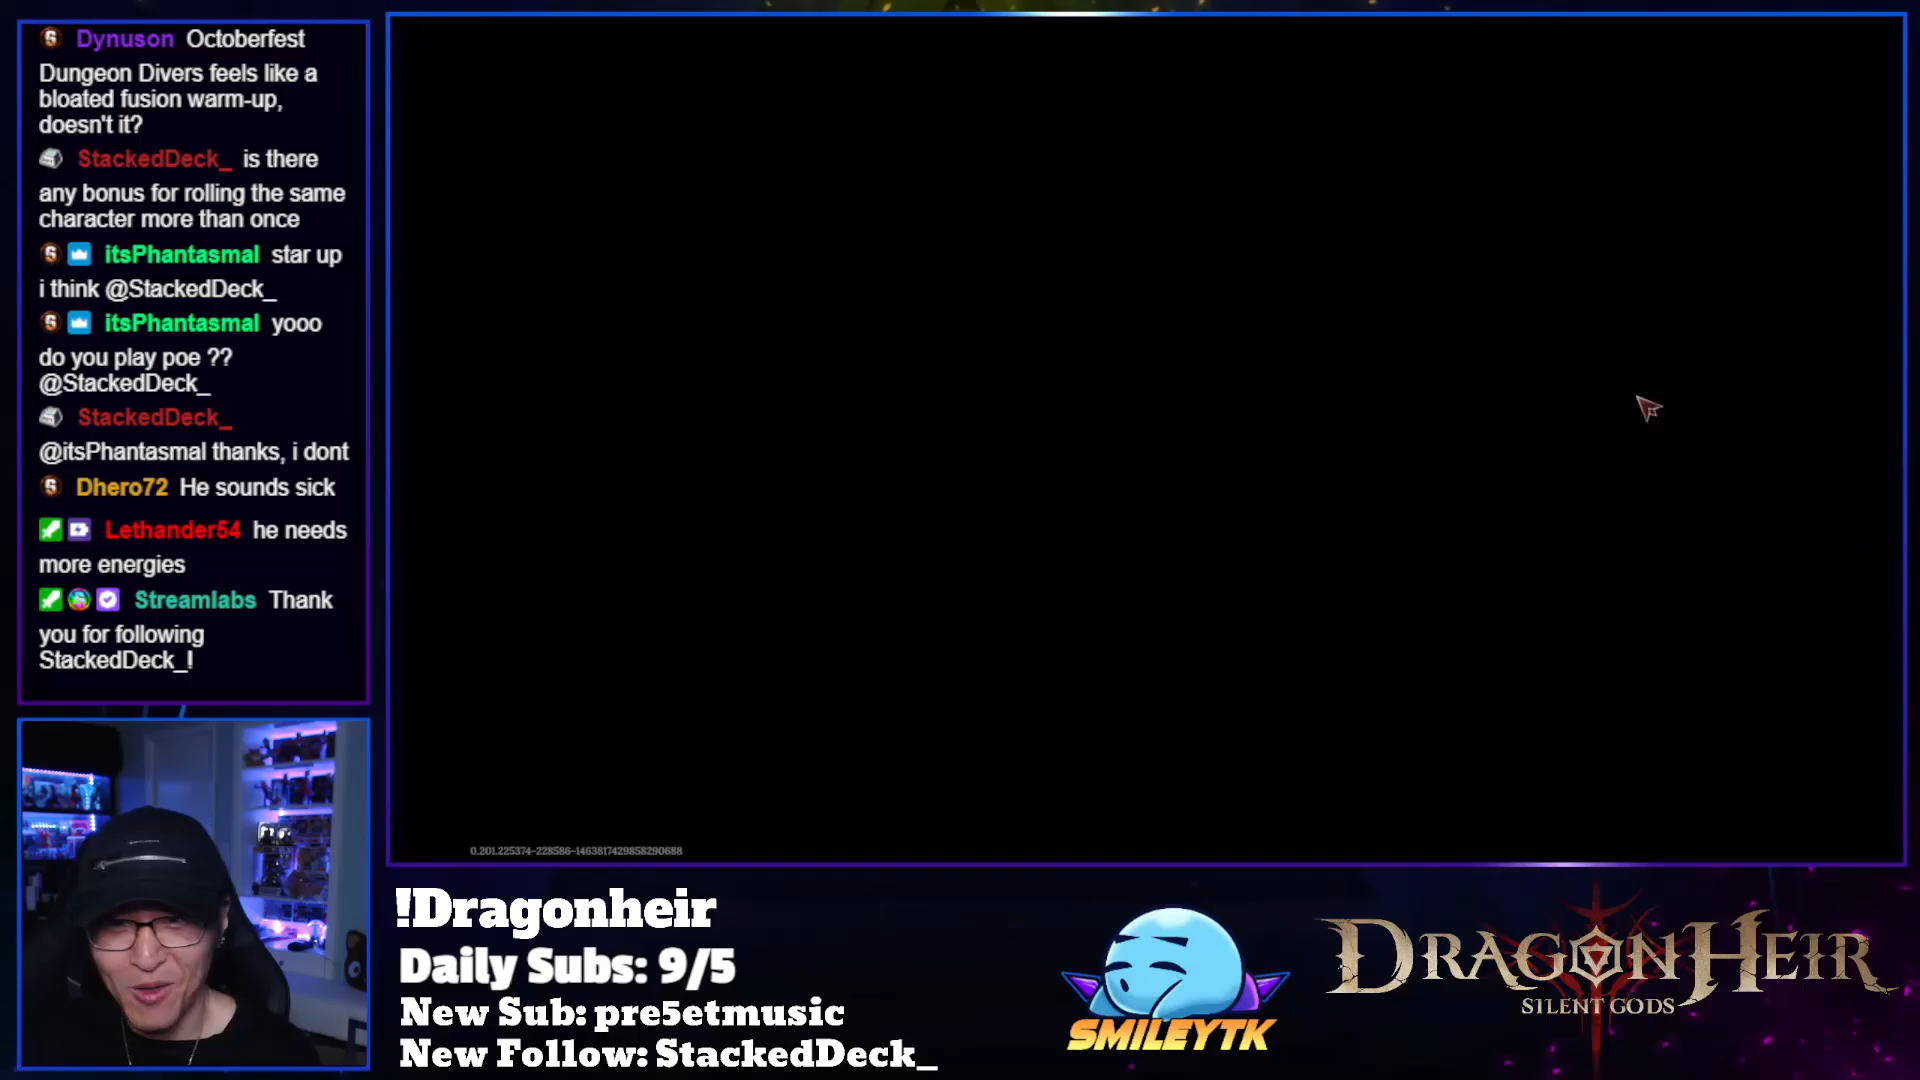 Dynuson Octoberfest
Dungeon Divers feels like a
bloated fusion warm-up,
doesn't it?
StackedDeck_ is there
any bonus for rolling the same
character more than once
itsPhantasmal star up
i think @StackedDeck_
itsPhantasmal yooo
do you play poe ??
@StackedDeck_
StackedDeck_
@itsPhantasmal thanks, i dont
Dhero72 He sounds sick
Lethander54 he needs
more energies
Streamlabs Thank
you for following
StackedDeck_!
0.201.225374-228586-1463817429858290688
!Dragonheir
Daily Subs: 9/5
New Sub: pre5etmusic
New Follow: StackedDeck_
SMILEYTK
DRAGONHEIR
SILENT GODS